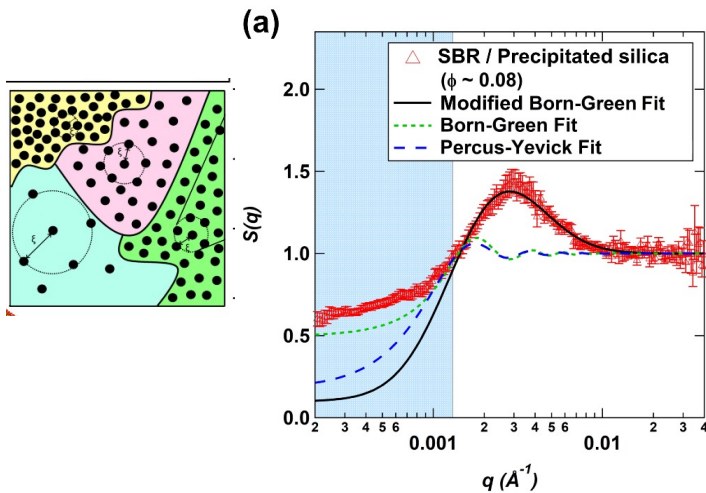 (a)
SBR / Precipitated silica
(ϕ ~ 0.08)
Modified Born-Green Fit
Born-Green Fit
Percus-Yevick Fit
2.0
1.5
1.0
0.5
0.0
S(q)
ξ
ξ
ξ
ξ
2 3 4 5 6 0.001 2 3 4 5 6 0.01 2 3 4
q (Å⁻¹)